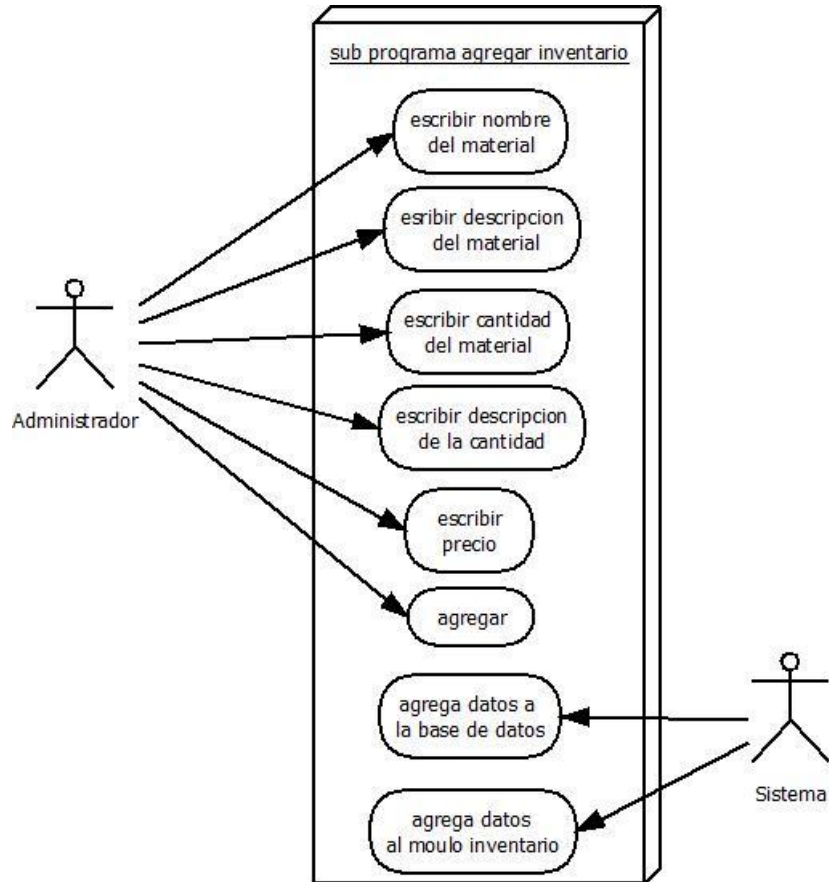 sub programa agregar inventario
escribir nombre
del material
esribir descripcion
del material
escribir cantidad
del material
Administrador
escribir descripcion
de la cantidad
escribir
precio
agregar
agrega datos a
la base de datos
Sistema
agrega datos
al moulo inventario